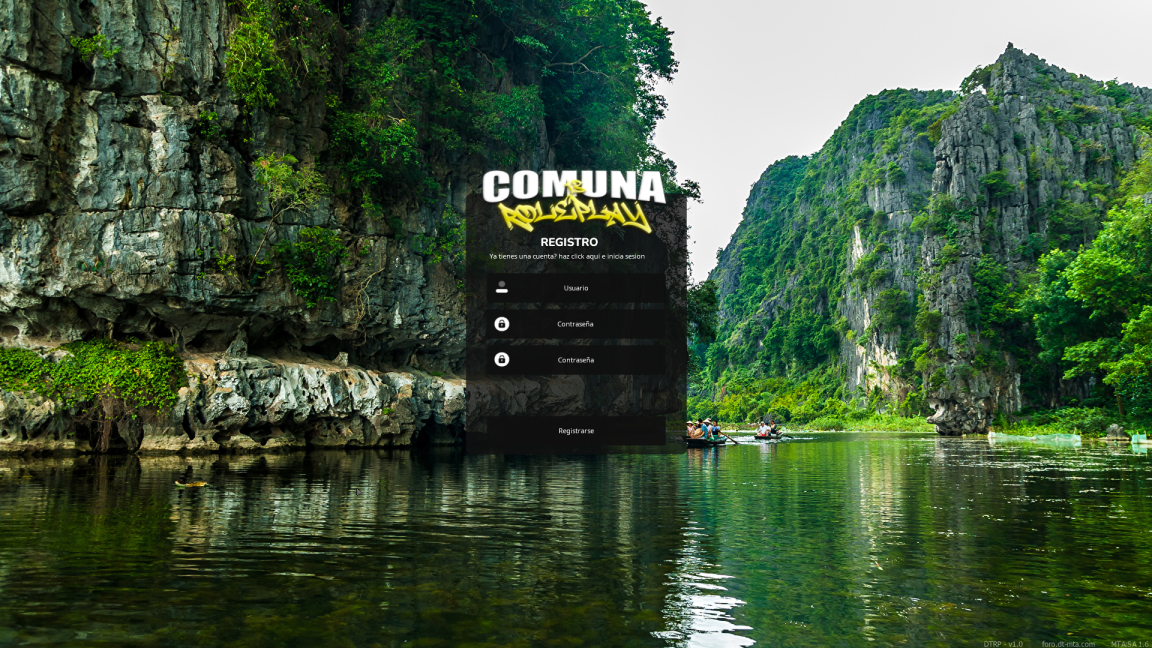 COMUNA
ROLEPLAY
REGISTRO
Ya tienes una cuenta? haz click aqui e inicia sesion
Usuario
Contraseña
Contraseña
Registrarse
DTRP - v1.0 foro.dt-mta.com MTA:SA 1.6